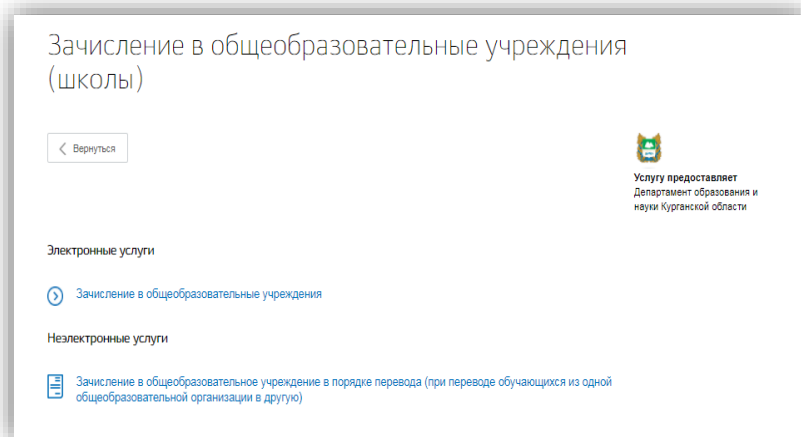 Зачисление в общеобразовательные учреждения
(школы)
Вернуться
Услугу предоставляет
Департамент образования и
науки Курганской области
Электронные услуги
Зачисление в общеобразовательные учреждения
Неэлектронные услуги
Зачисление в общеобразовательное учреждение в порядке перевода (при переводе обучающихся из одной
общеобразовательной организации в другую)